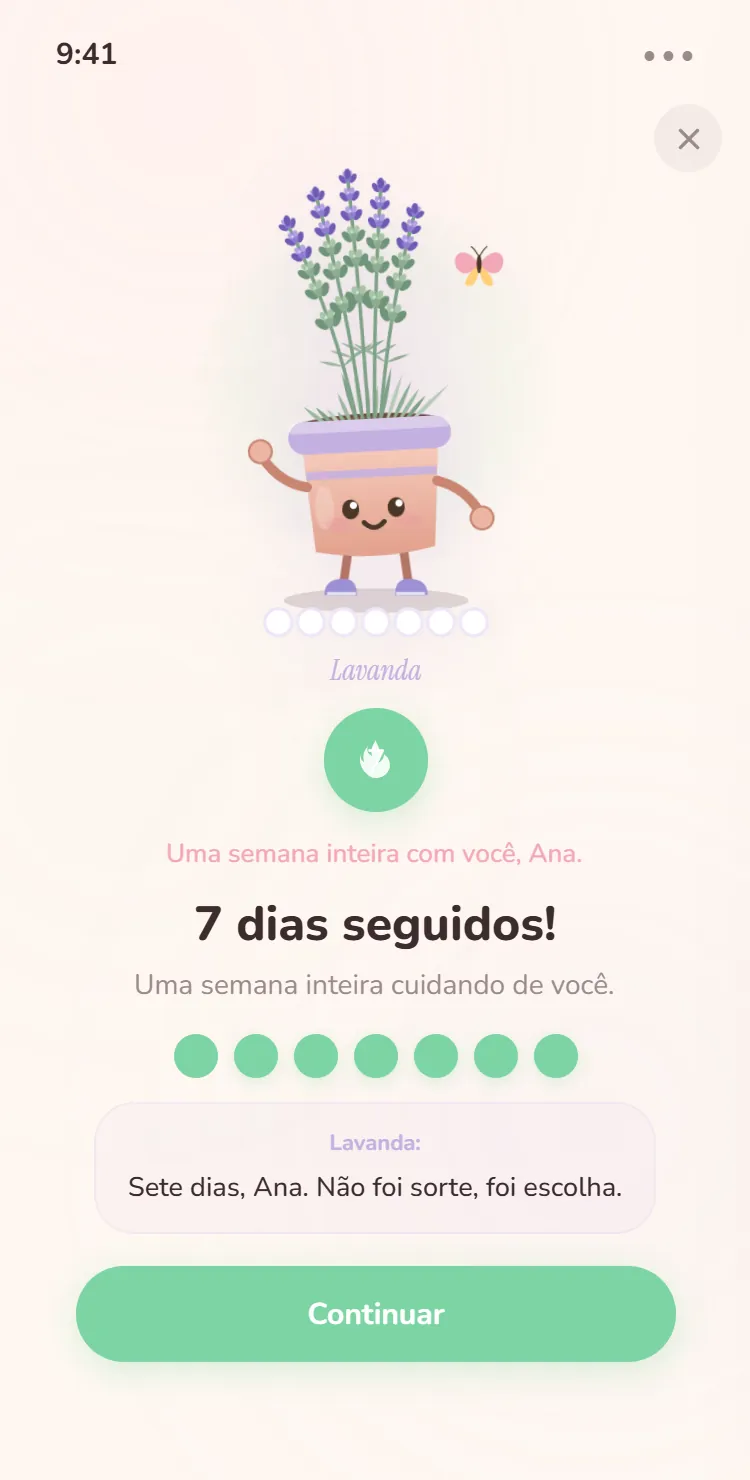 9:41
Lavanda
Uma semana inteira com você, Ana.
7 dias seguidos!
Uma semana inteira cuidando de você.
Lavanda:
Sete dias, Ana. Não foi sorte, foi escolha.
Continuar